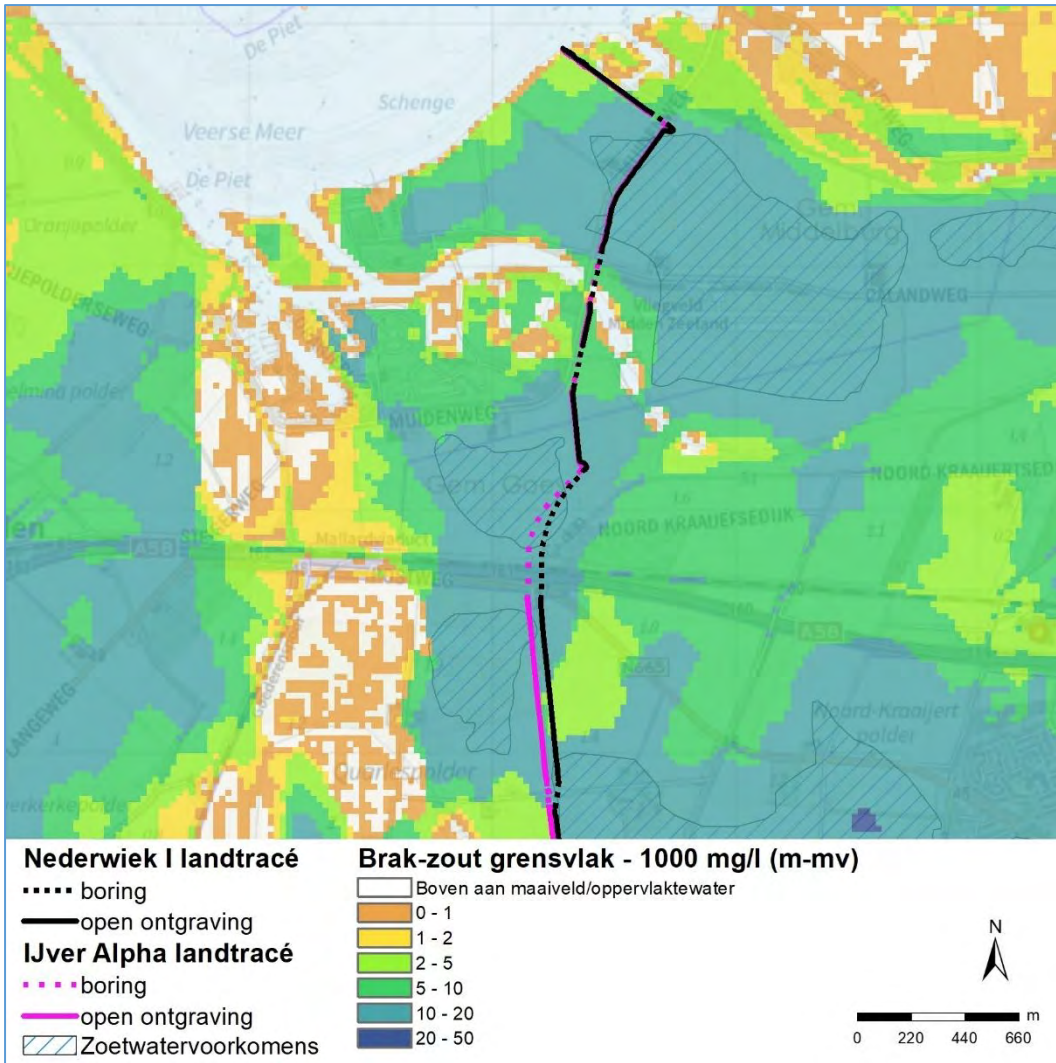 De Piet
Schenge
Veerse Meer
De Piet
Oranjepolder
Gem.
Middelburg
CALANDWEG
Vliegveld
Midden Zeeland
MUIDENWEG
Gem. Goes
NOORD KRAAIJERTSEDIJK
A58
A58
N665
LANGEWEG
Noord-Kraaijert
polder
Quarlespolder
Nederwiek I landtracé
boring
open ontgraving
IJver Alpha landtracé
boring
open ontgraving
Zoetwatervoorkomens
Brak-zout grensvlak - 1000 mg/l (m-mv)
Boven aan maaiveld/oppervlaktewater
0 - 1
1 - 2
2 - 5
5 - 10
10 - 20
20 - 50
N
m
0 220 440 660